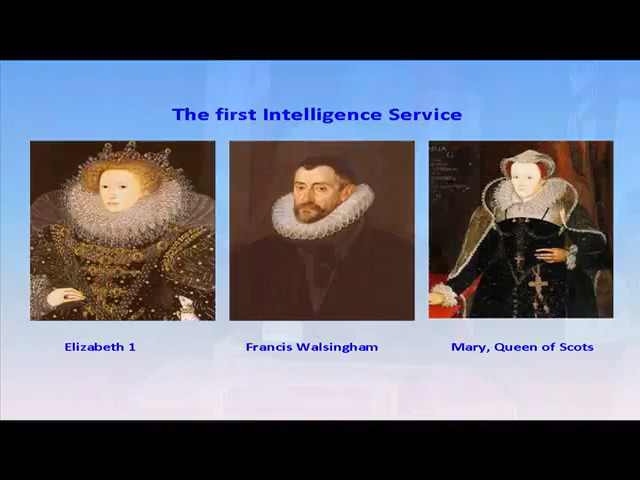 The first Intelligence Service
Elizabeth 1
Francis Walsingham
Mary, Queen of Scots